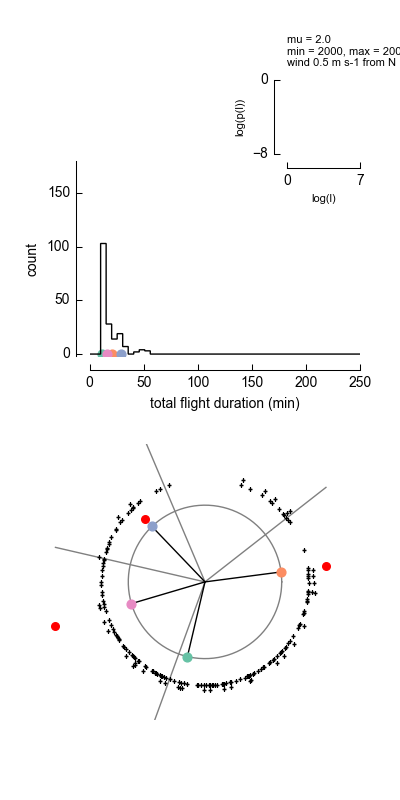 mu = 2.0
min = 2000, max = 200
wind 0.5 m s-1 from N
0
log(p(l))
−8
0 7
log(l)
150
100
50
0
count
0 50 100 150 200 250
total flight duration (min)